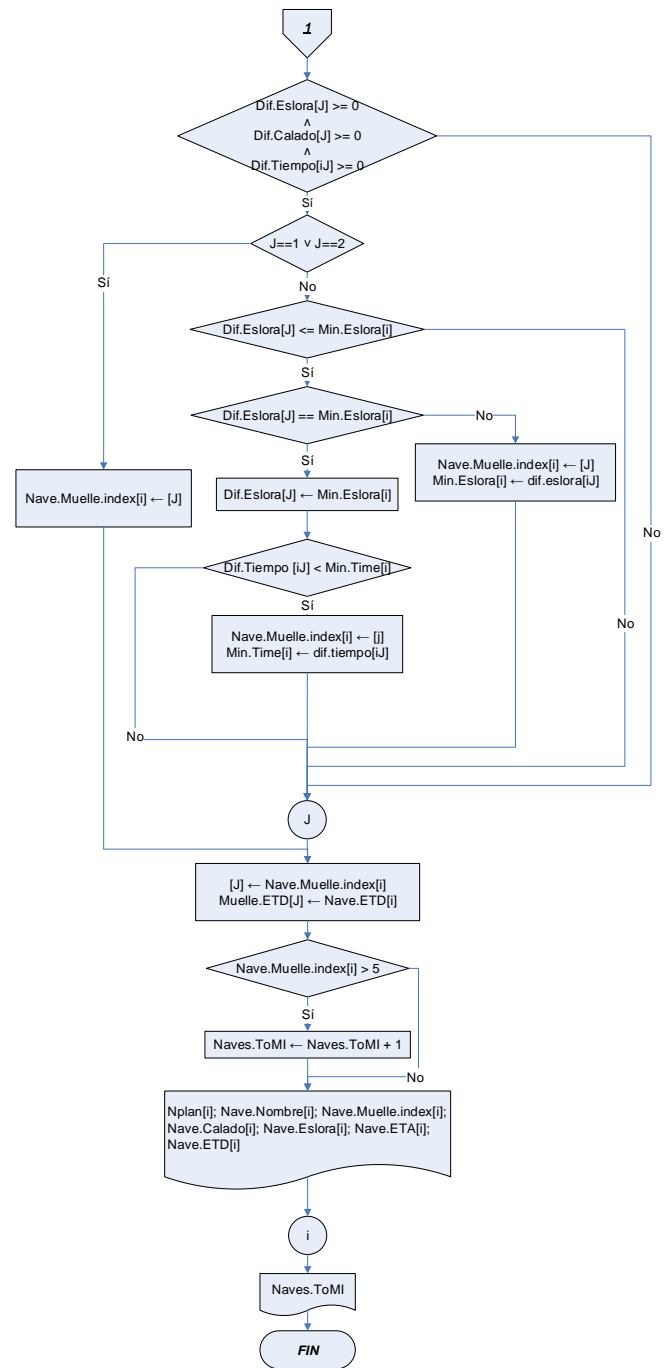 1
Dif.Eslora[J] >= 0
∧
Dif.Calado[J] >= 0
∧
Dif.Tiempo[iJ] >= 0
Sí
J==1 ∨ J==2
Sí
No
Dif.Eslora[J] <= Min.Eslora[i]
Sí
Dif.Eslora[J] == Min.Eslora[i]
No
Sí
Nave.Muelle.index[i] ← [J]
Min.Eslora[i] ← dif.eslora[iJ]
Nave.Muelle.index[i] ← [J]
Dif.Eslora[J] ← Min.Eslora[i]
No
Dif.Tiempo [iJ] < Min.Time[i]
Sí
No
Nave.Muelle.index[i] ← [j]
Min.Time[i] ← dif.tiempo[iJ]
No
J
[J] ← Nave.Muelle.index[i]
Muelle.ETD[J] ← Nave.ETD[i]
Nave.Muelle.index[i] > 5
Sí
Naves.ToMI ← Naves.ToMI + 1
No
Nplan[i]; Nave.Nombre[i]; Nave.Muelle.index[i];
Nave.Calado[i]; Nave.Eslora[i]; Nave.ETA[i];
Nave.ETD[i]
i
Naves.ToMI
FIN